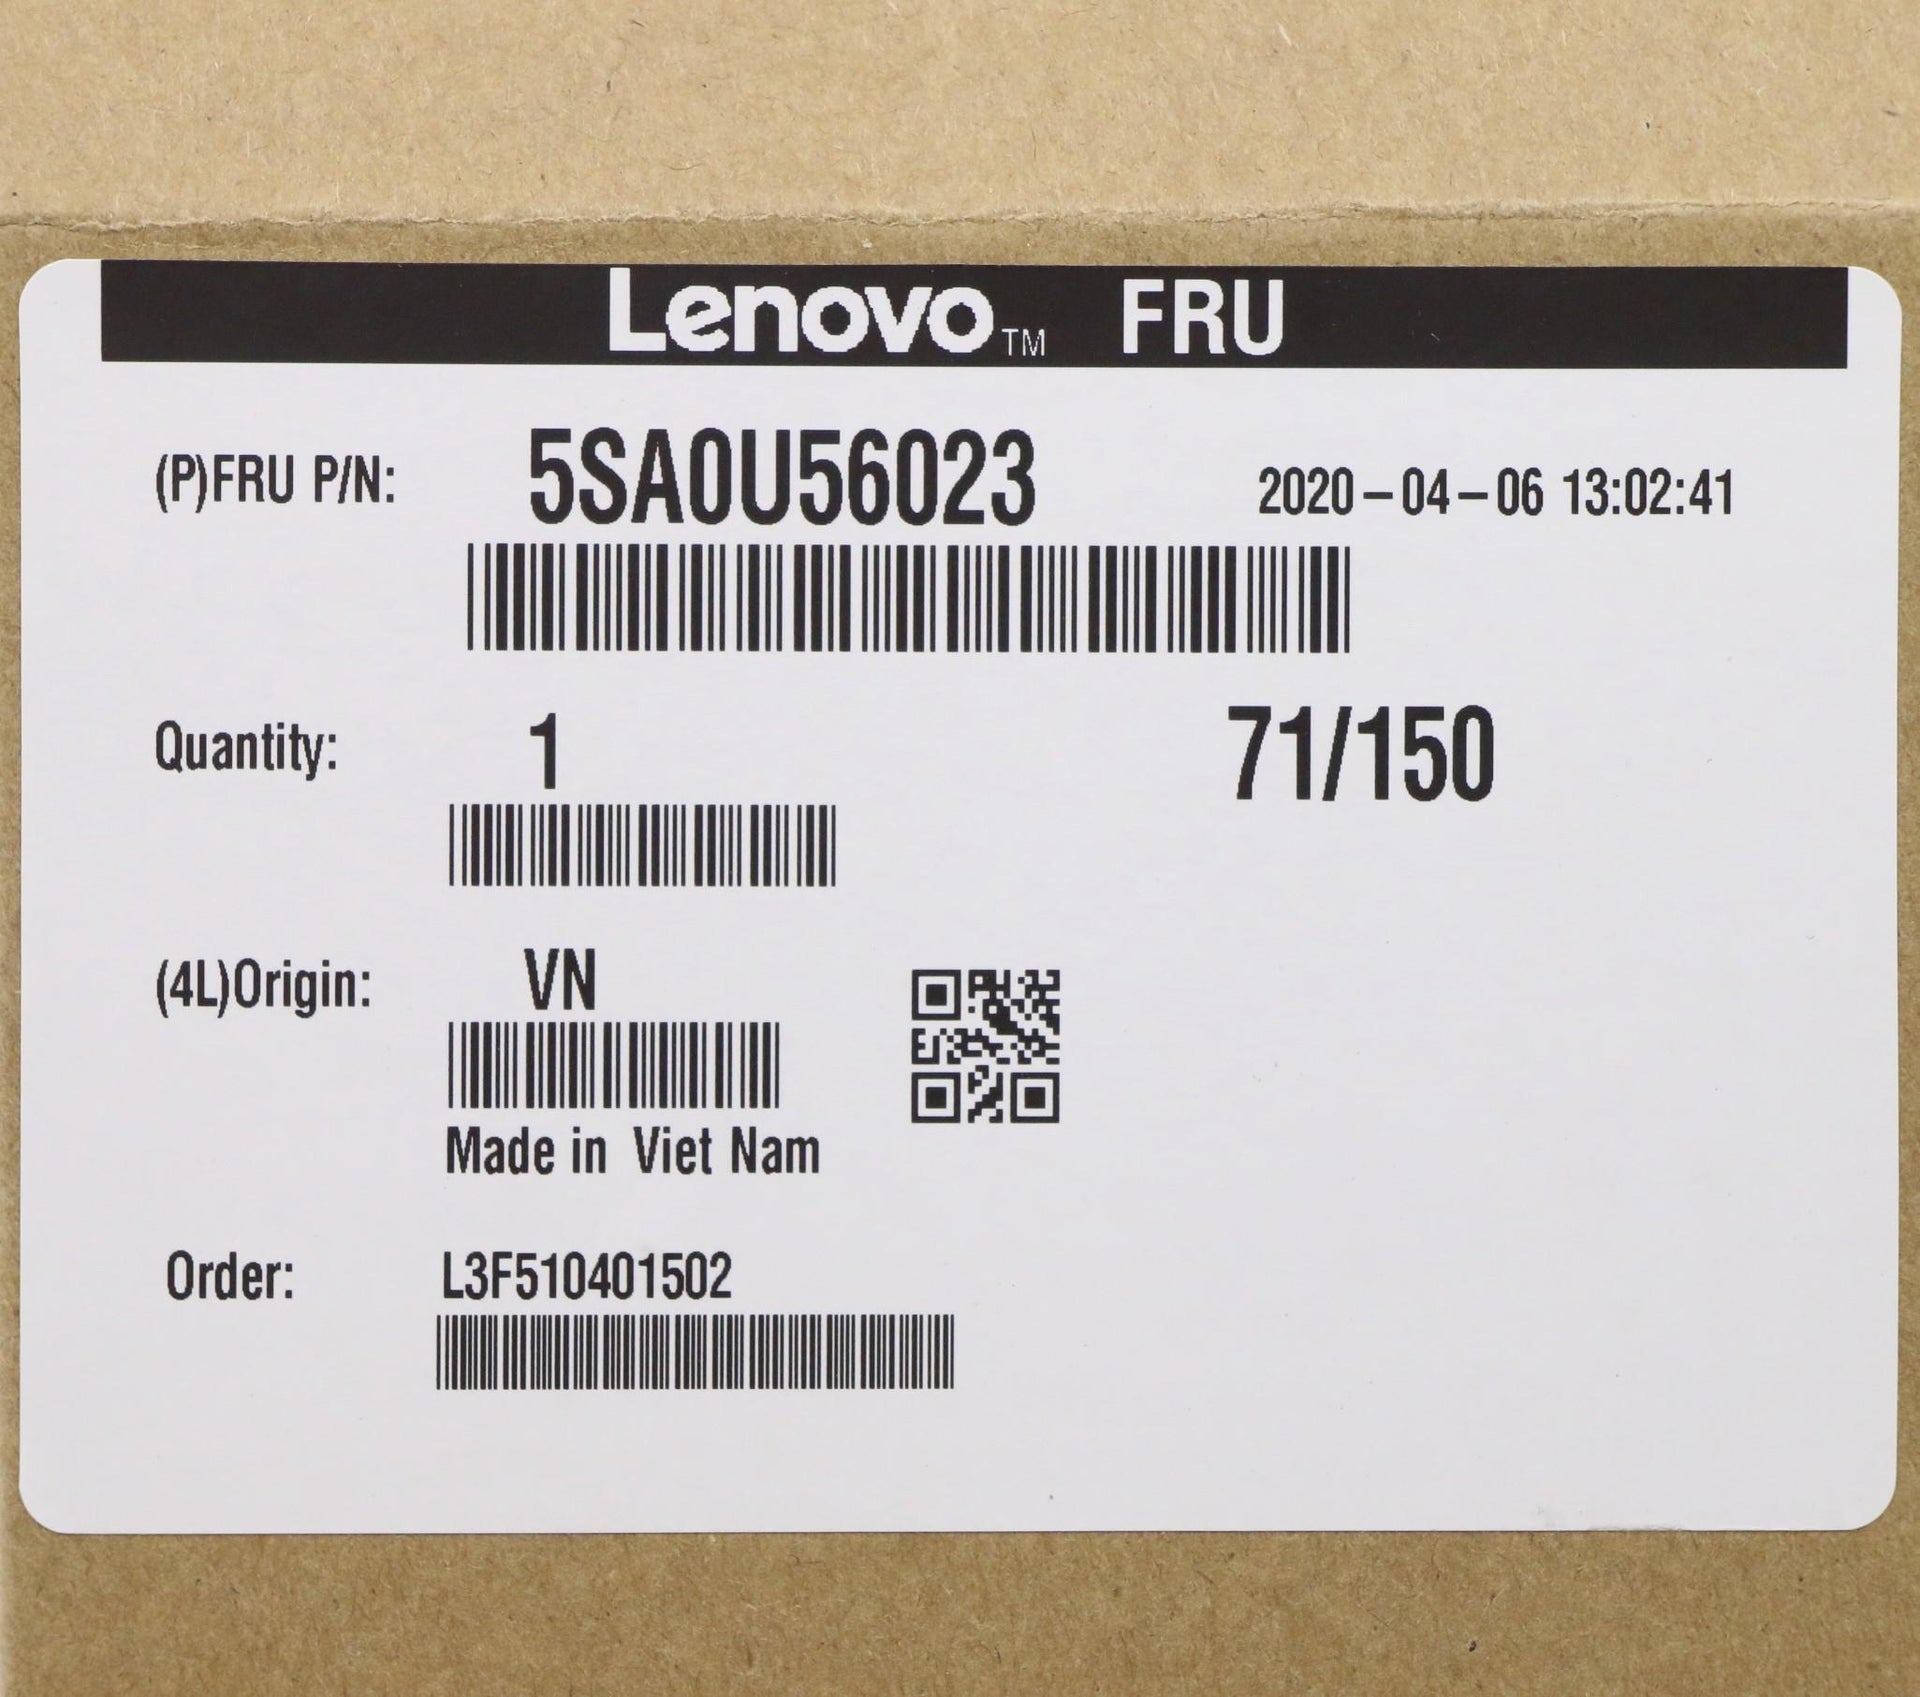 Lenovo™ FRU
(P)FRU P/N: 5SA0U56023 2020-04-06 13:02:41
Quantity: 1 71/150
(4L)Origin: VN
Made in Viet Nam
Order: L3F510401502